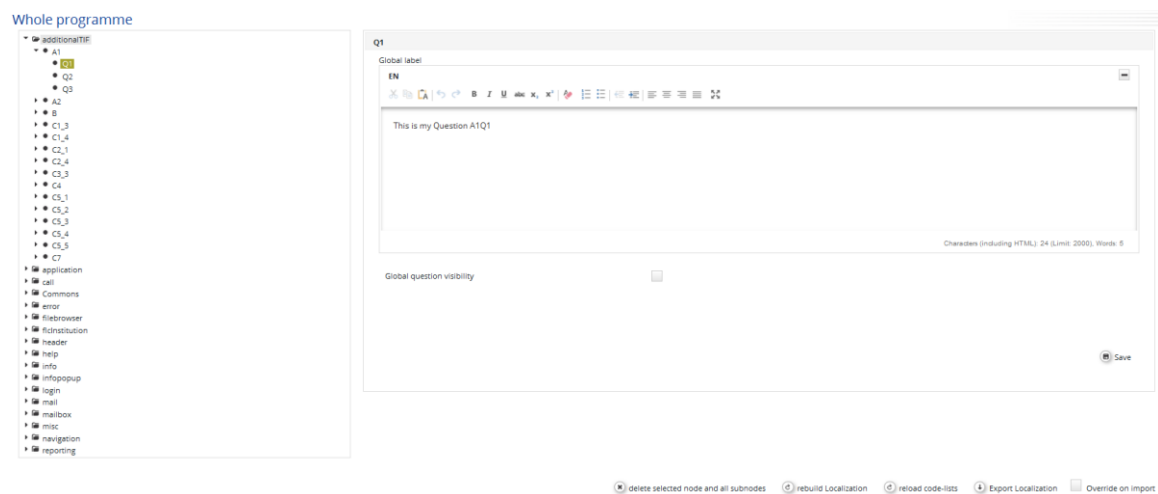 Whole programme
additionalTIF
A1
Q1
Q2
Q3
A2
B
C1_3
C1_4
C2_1
C2_4
C3_3
C4
C5_1
C5_2
C5_3
C5_4
C5_5
C7
application
call
Commons
error
filebrowser
flcInstitution
header
help
info
infopopup
login
mail
mailbox
misc
navigation
reporting
Q1
Global label
EN
B I U abc x, x²
This is my Question A1Q1
Characters (including HTML): 24 (Limit: 2000), Words: 5
Global question visibility
Save
delete selected node and all subnodes rebuild Localization reload code-lists Export Localization Override on import